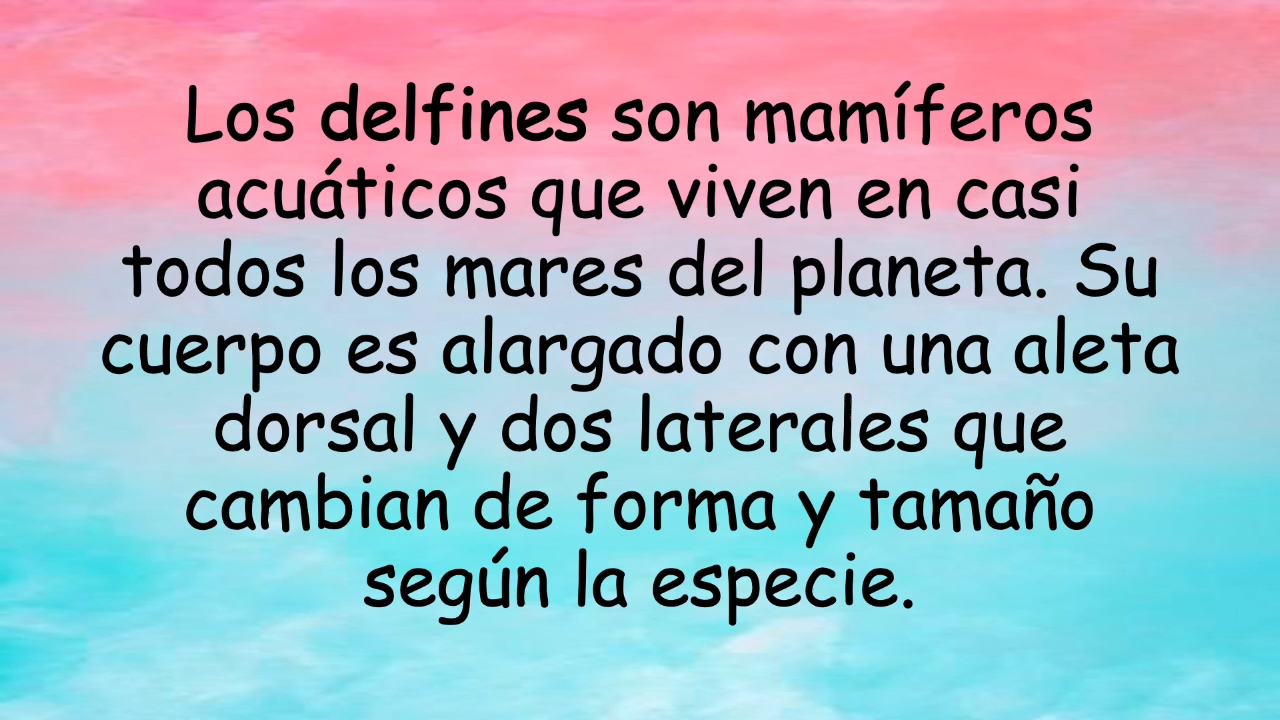 Los delfines son mamíferos
acuáticos que viven en casi
todos los mares del planeta. Su
cuerpo es alargado con una aleta
dorsal y dos laterales que
cambian de forma y tamaño
según la especie.